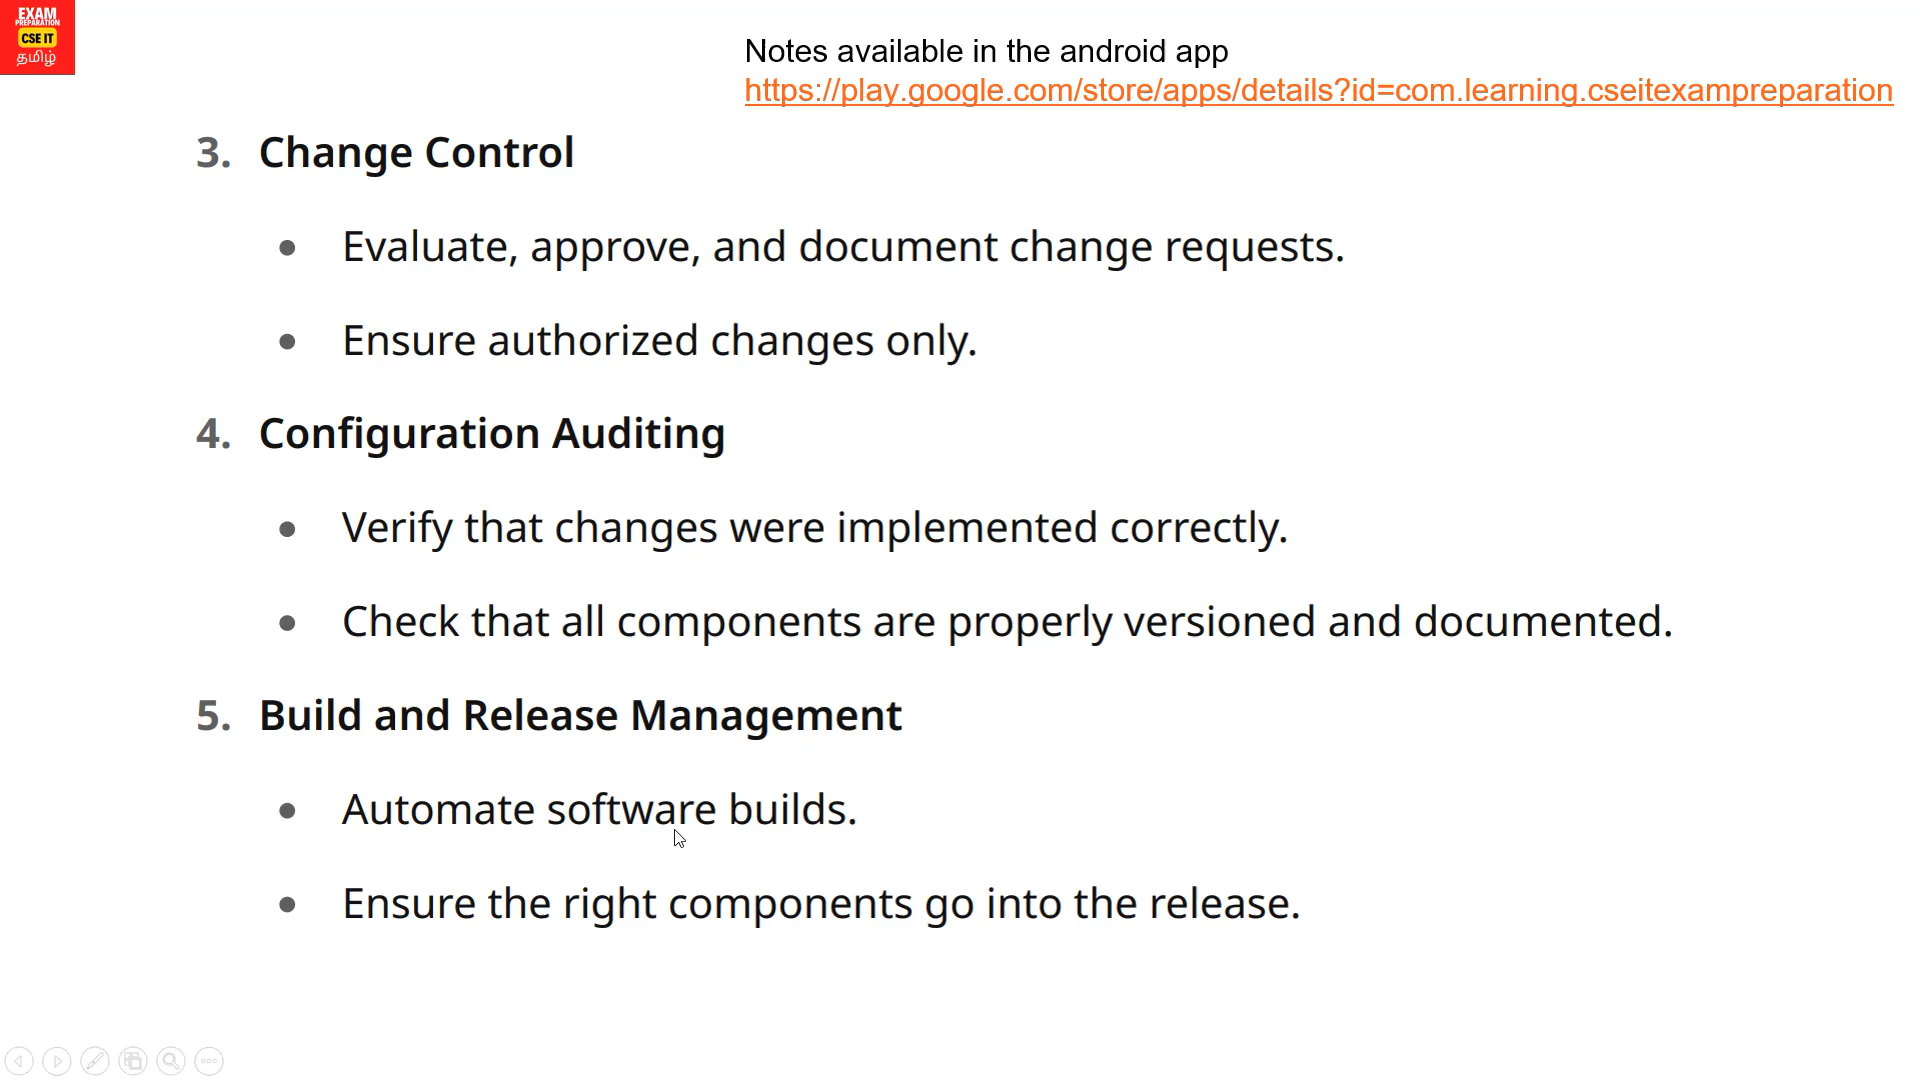 EXAM
PREPARATION
CSE IT
தமிழ்
Notes available in the android app
https://play.google.com/store/apps/details?id=com.learning.cseitexampreparation
3. Change Control
● Evaluate, approve, and document change requests.
● Ensure authorized changes only.
4. Configuration Auditing
● Verify that changes were implemented correctly.
● Check that all components are properly versioned and documented.
5. Build and Release Management
● Automate software builds.
● Ensure the right components go into the release.